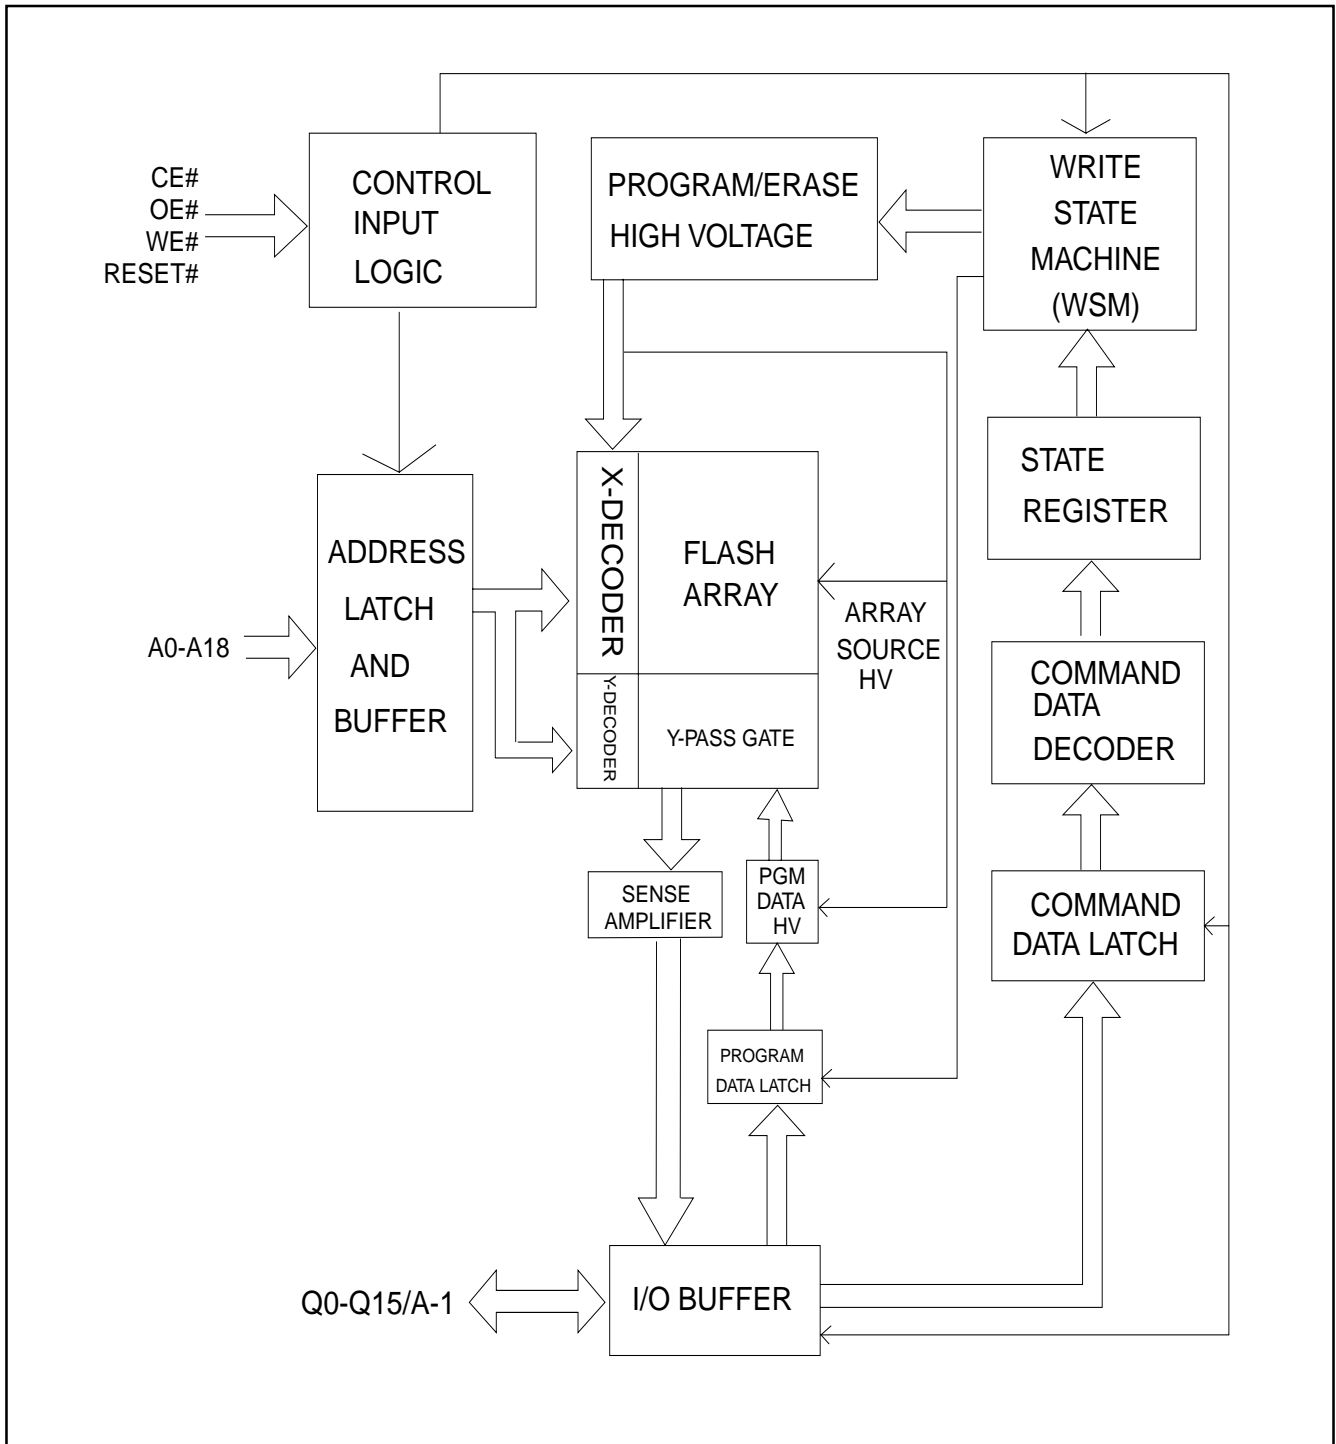 CE#
OE#
WE#
RESET#
CONTROL
INPUT
LOGIC
PROGRAM/ERASE
HIGH VOLTAGE
WRITE
STATE
MACHINE
(WSM)
STATE
REGISTER
ADDRESS
LATCH
AND
BUFFER
A0-A18
X-DECODER
FLASH
ARRAY
ARRAY
SOURCE
HV
Y-DECODER
Y-PASS GATE
COMMAND
DATA
DECODER
SENSE
AMPLIFIER
PGM
DATA
HV
COMMAND
DATA LATCH
PROGRAM
DATA LATCH
Q0-Q15/A-1
I/O BUFFER